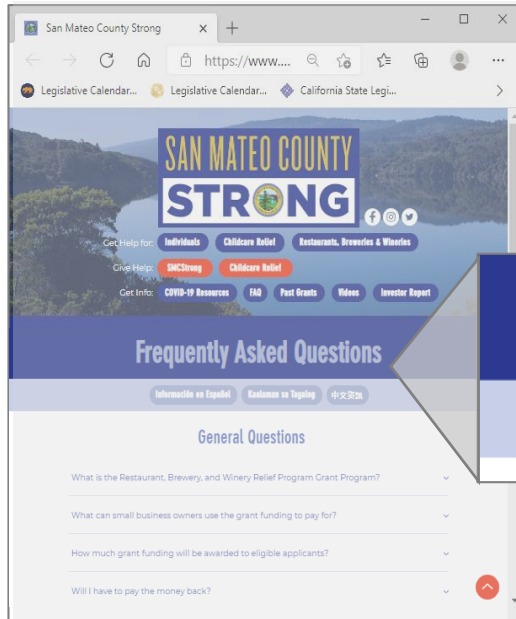 San Mateo County Strong
https://www....
Legislative Calendar...
Legislative Calendar...
California State Legi...
SAN MATEO COUNTY
STRONG
Get Help for: Individuals Childcare Relief Restaurants, Breweries & Wineries
Give Help: SMCStrong Childcare Relief
Get Info: COVID-19 Resources FAQ Past Grants Videos Investor Report
Frequently Asked Questions
Información en Español Kaalaman sa Tagalog 中文資訊
General Questions
What is the Restaurant, Brewery, and Winery Relief Program Grant Program?
What can small business owners use the grant funding to pay for?
How much grant funding will be awarded to eligible applicants?
Will I have to pay the money back?